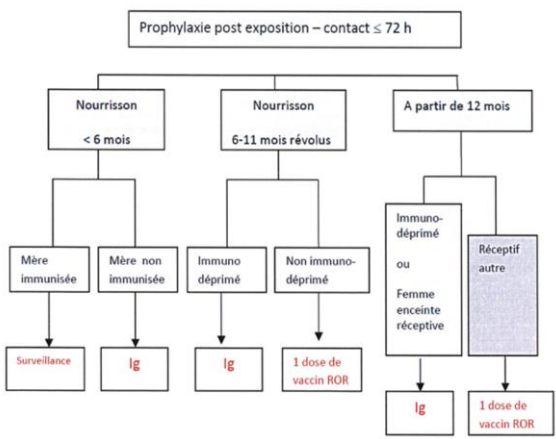 Prophylaxie post exposition – contact ≤ 72 h
Nourrisson
< 6 mois
Nourrisson
6-11 mois révolus
A partir de 12 mois
Mère
immunisée
Mère non
immunisée
Immuno
déprimé
Non immuno-
déprimé
Immuno-
déprimé
ou
Femme
enceinte
réceptive
Réceptif
autre
Surveillance
Ig
Ig
1 dose de
vaccin ROR
Ig
1 dose de
vaccin ROR